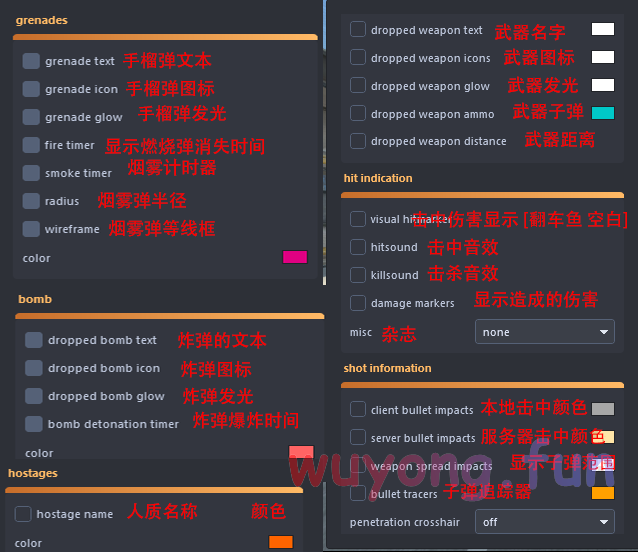 grenades
grenade text 手榴弹文本
grenade icon 手榴弹图标
grenade glow 手榴弹发光
fire timer 显示燃烧弹消失时间
smoke timer 烟雾计时器
radius 烟雾弹半径
wireframe 烟雾弹等线框
color
bomb
dropped bomb text 炸弹的文本
dropped bomb icon 炸弹图标
dropped bomb glow 炸弹发光
bomb detonation timer 炸弹爆炸时间
color
hostages
hostage name 人质名称 颜色
color
dropped weapon text 武器名字
dropped weapon icons 武器图标
dropped weapon glow 武器发光
dropped weapon ammo 武器子弹
dropped weapon distance 武器距离
hit indication
visual hitmarker 击中伤害显示 [翻车鱼 空白]
hitsound 击中音效
killsound 击杀音效
damage markers 显示造成的伤害
misc 杂志 none
shot information
client bullet impacts 本地击中颜色
server bullet impacts 服务器击中颜色
weapon spread impacts 显示子弹范围
bullet tracers 子弹追踪器
penetration crosshair off
wuyong.fun